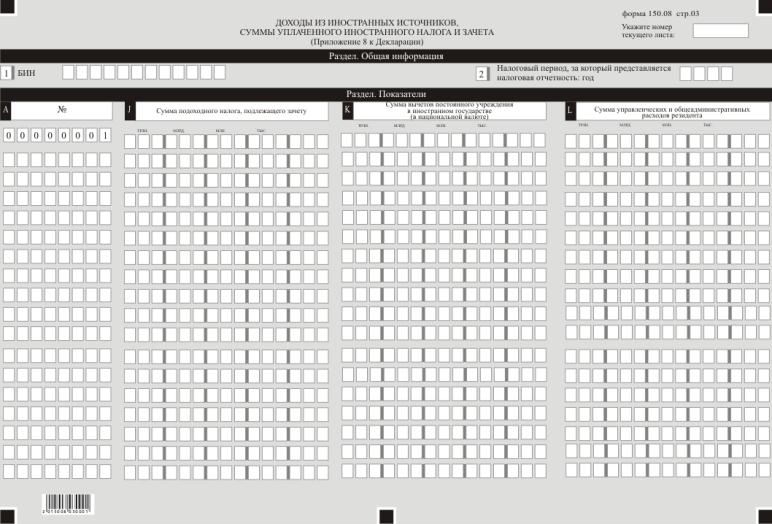 форма 150.08 стр.03
ДОХОДЫ ИЗ ИНОСТРАННЫХ ИСТОЧНИКОВ,
СУММЫ УПЛАЧЕННОГО ИНОСТРАННОГО НАЛОГА И ЗАЧЕТА
(Приложение 8 к Декларации)
Укажите номер
текущего листа:
Раздел. Общая информация
1 БИН
2 Налоговый период, за который представляется
налоговая отчетность: год
Раздел. Показатели
A №
J Сумма подоходного налога, подлежащего зачету
K Сумма вычетов постоянного учреждения
в иностранном государстве
(в национальной валюте)
L Сумма управленческих и общеадминистративных
расходов резидента
трлн. млрд млн. тыс.
трлн. млрд млн. тыс.
трлн. млрд млн. тыс.
0 0 0 0 0 0 0 1